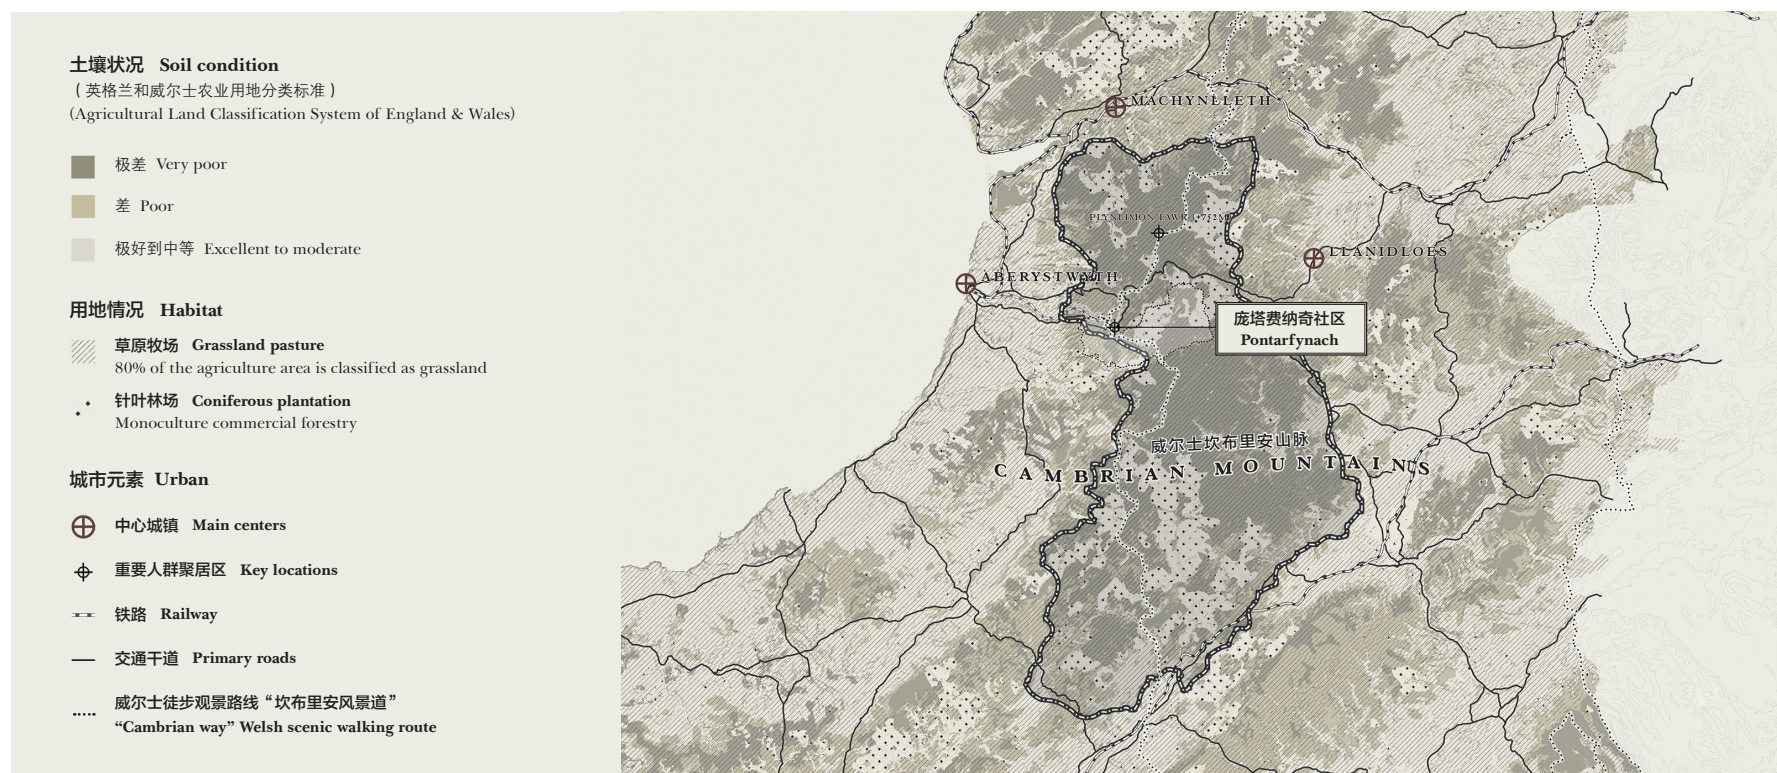 土壤状况 Soil condition
（英格兰和威尔士农业用地分类标准）
(Agricultural Land Classification System of England & Wales)
极差 Very poor
差 Poor
极好到中等 Excellent to moderate
用地情况 Habitat
草原牧场 Grassland pasture
80% of the agriculture area is classified as grassland
针叶林场 Coniferous plantation
Monoculture commercial forestry
城市元素 Urban
中心城镇 Main centers
重要人群聚居区 Key locations
铁路 Railway
交通干道 Primary roads
威尔士徒步观景路线“坎布里安风景道”
“Cambrian way” Welsh scenic walking route
MACHYNLLETH
PLYNLIMON FAWR
LLANIDLOES
ABERYSTWYTH
庞塔费纳奇社区
Pontarfynach
威尔士坎布里安山脉
CAMBRIAN MOUNTAINS